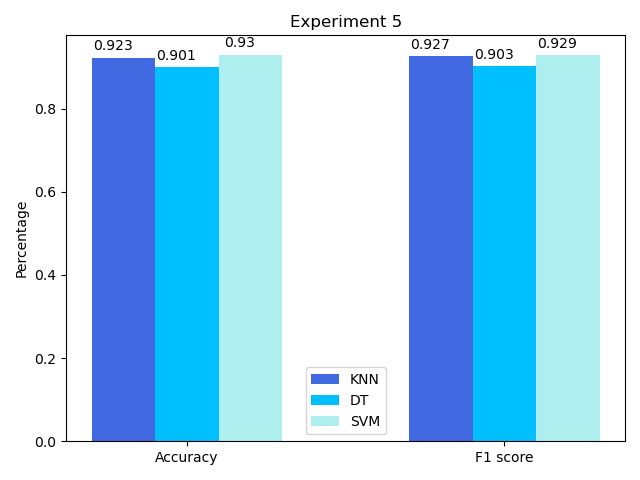 Experiment 5
0.923
0.901
0.93
0.927
0.903
0.929
Percentage
0.8
0.6
0.4
0.2
0.0
KNN
DT
SVM
Accuracy
F1 score